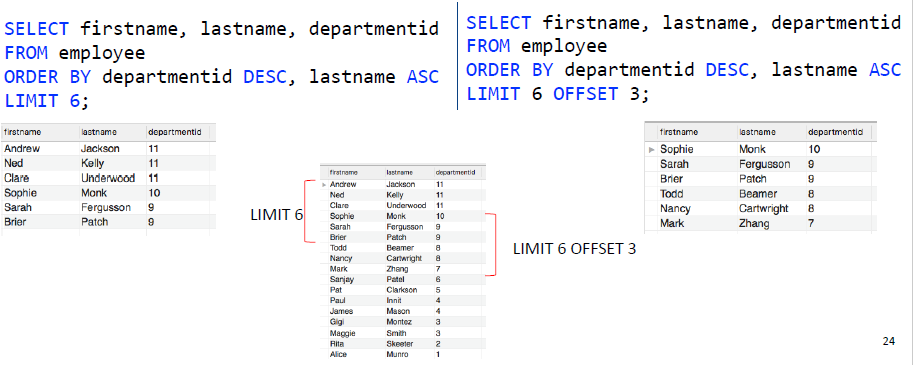 SELECT firstname, lastname, departmentid
FROM employee
ORDER BY departmentid DESC, lastname ASC
LIMIT 6;
SELECT firstname, lastname, departmentid
FROM employee
ORDER BY departmentid DESC, lastname ASC
LIMIT 6 OFFSET 3;
firstname lastname departmentid
Andrew Jackson 11
Ned Kelly 11
Clare Underwood 11
Sophie Monk 10
Sarah Fergusson 9
Brier Patch 9
LIMIT 6
firstname lastname departmentid
Andrew Jackson 11
Ned Kelly 11
Clare Underwood 11
Sophie Monk 10
Sarah Fergusson 9
Brier Patch 9
Todd Beamer 8
Nancy Cartwright 8
Mark Zhang 7
Sanjay Patel 6
Pat Clarkson 5
Paul Innit 4
James Mason 4
Gigi Montez 3
Maggie Smith 3
Rita Skeeter 2
Alice Munro 1
LIMIT 6 OFFSET 3
firstname lastname departmentid
Sophie Monk 10
Sarah Fergusson 9
Brier Patch 9
Todd Beamer 8
Nancy Cartwright 8
Mark Zhang 7
24